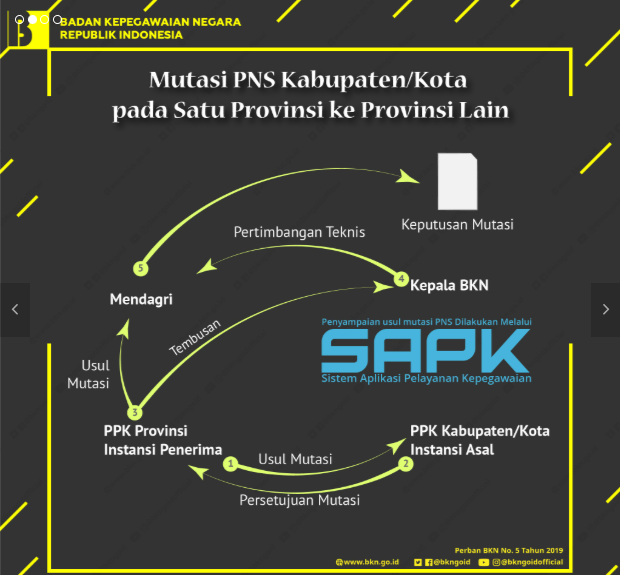 BADAN KEPEGAWAIAN NEGARA
REPUBLIK INDONESIA
Mutasi PNS Kabupaten/Kota
pada Satu Provinsi ke Provinsi Lain
Keputusan Mutasi
Pertimbangan Teknis
5
4
Kepala BKN
Mendagri
Penyampaian usul mutasi PNS Dilakukan Melalui
SAPK
Sistem Aplikasi Pelayanan Kepegawaian
Tembusan
Usul
Mutasi
3
PPK Provinsi
Instansi Penerima
PPK Kabupaten/Kota
Instansi Asal
1
Usul Mutasi
2
Persetujuan Mutasi
Perban BKN No. 5 Tahun 2019
www.bkn.go.id
@bkngoid
@bkngoidofficial